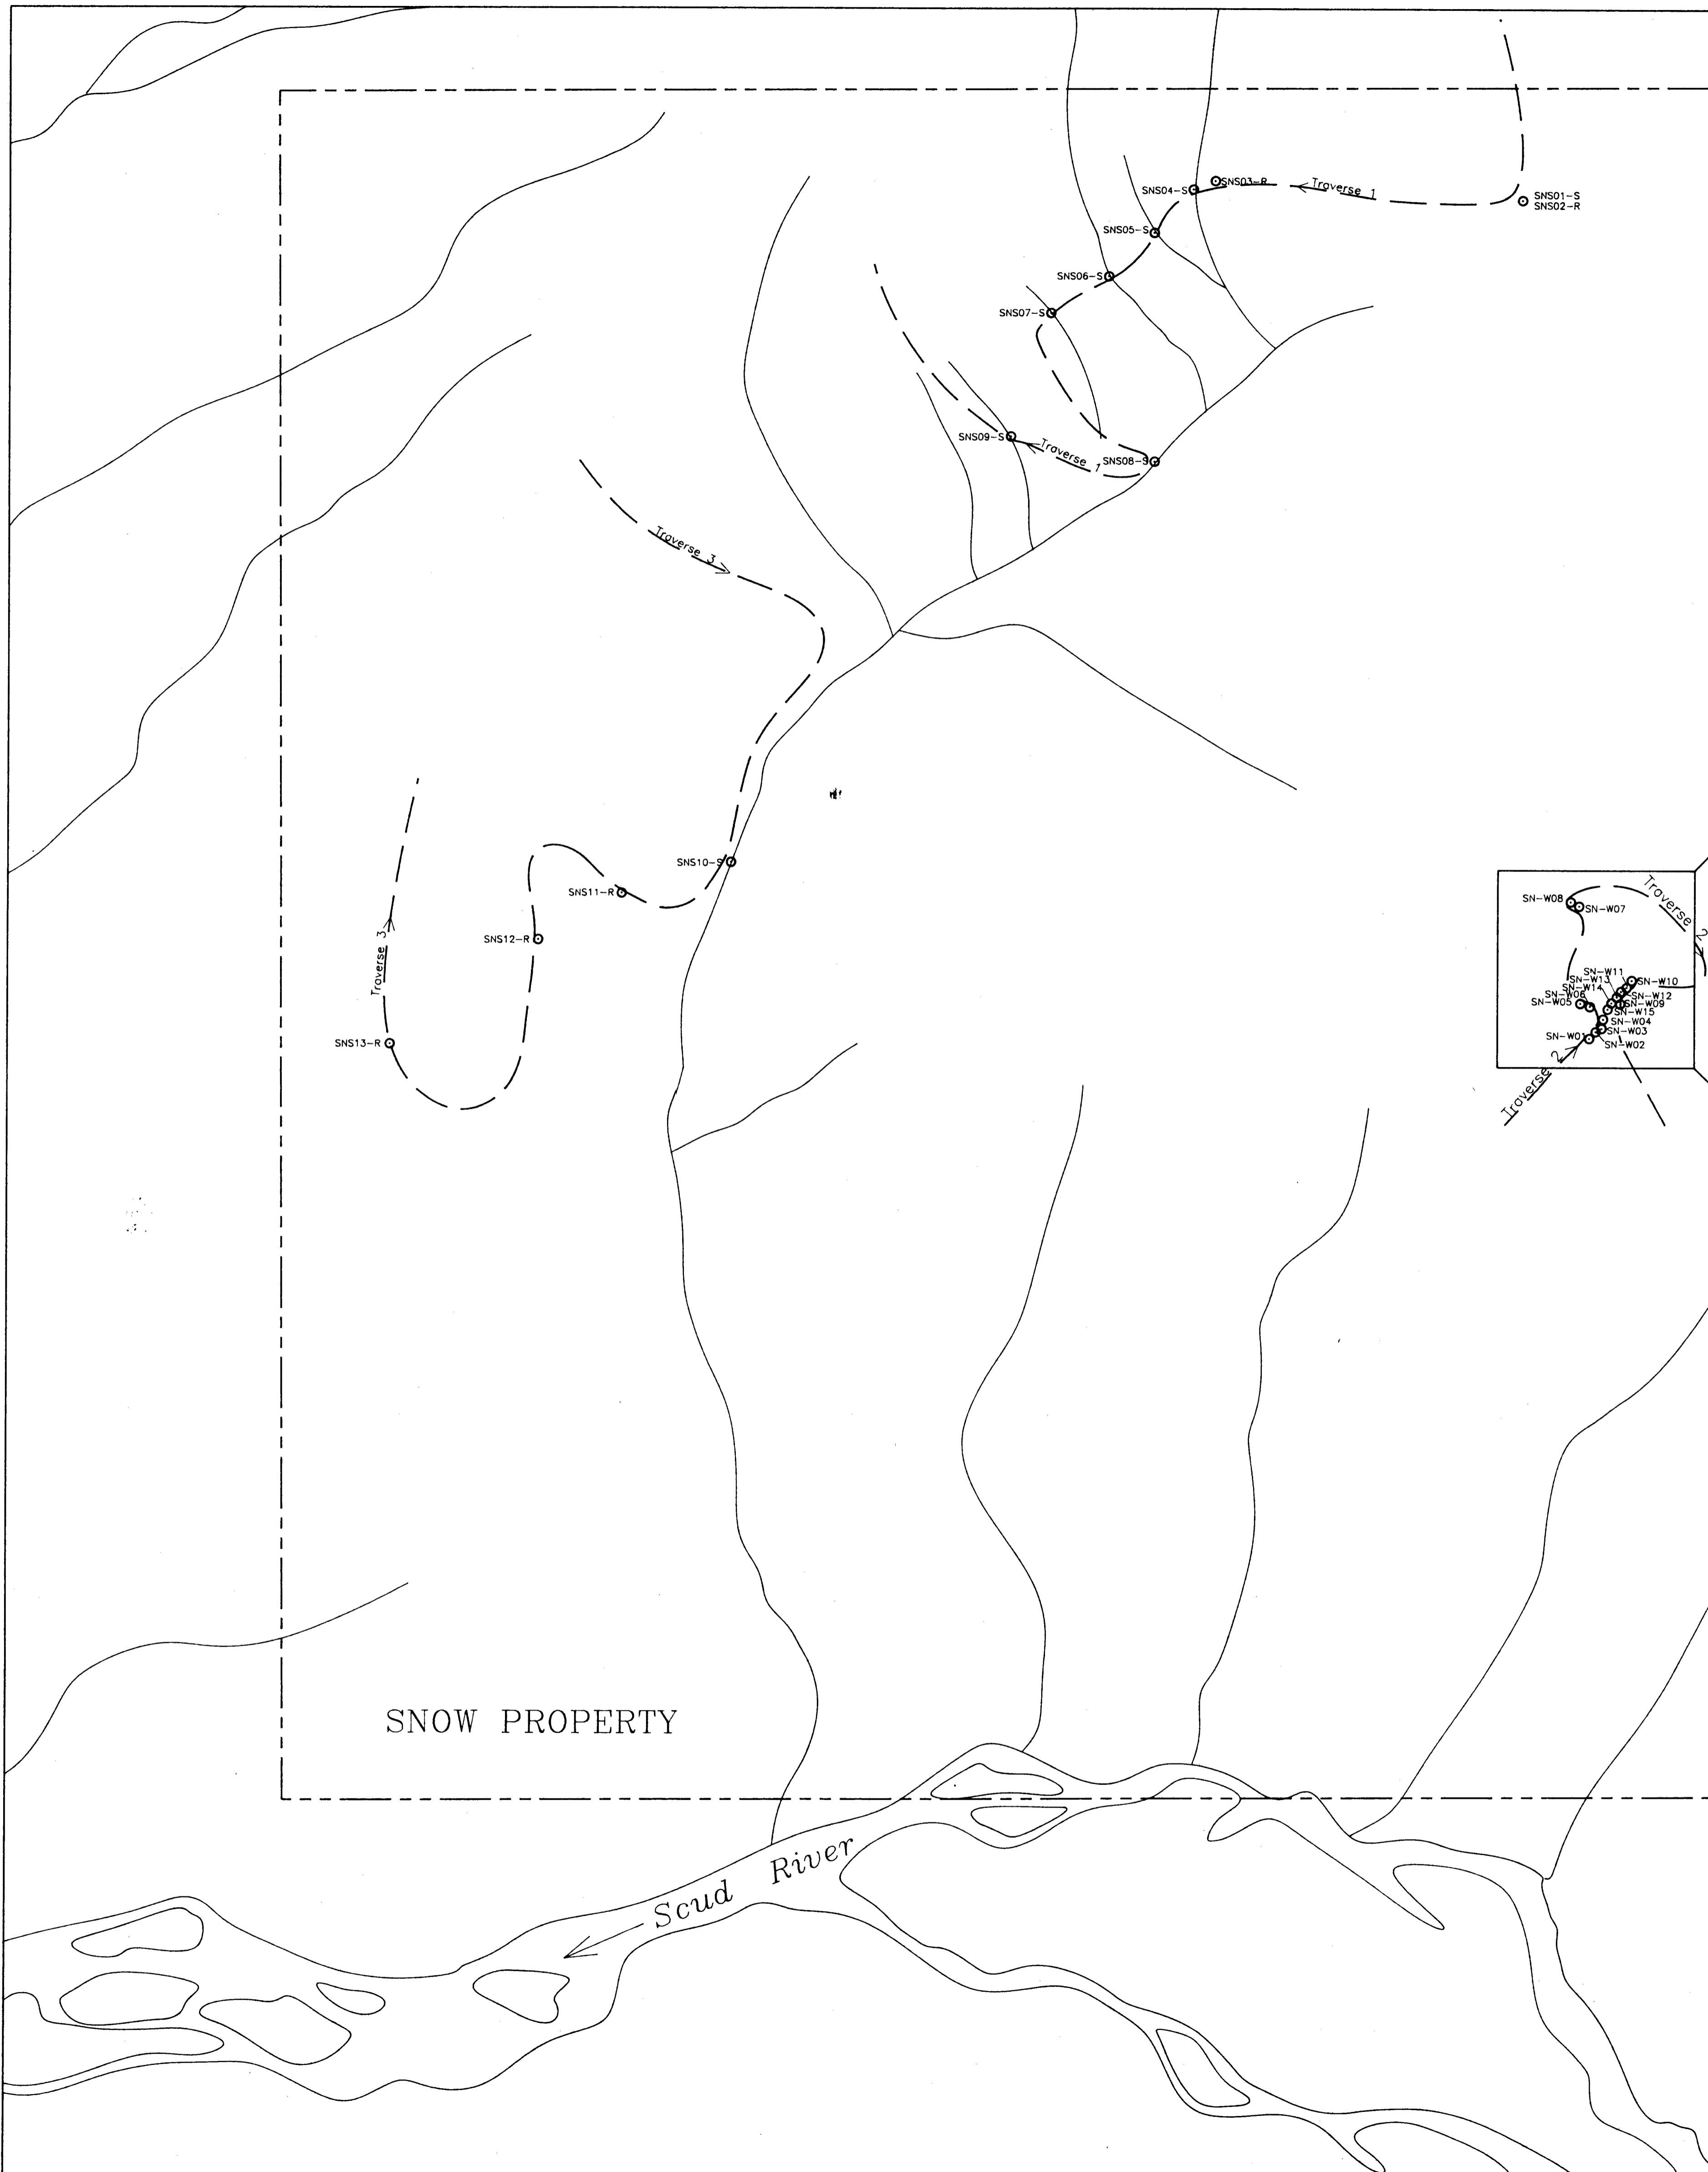 SNS04-S
SNS03-R
Traverse 1
SNS01-S
SNS02-R
SNS05-S
SNS06-S
SNS07-S
SNS09-S
Traverse 1
SNS08-S
Traverse 3
SNS10-S
SNS11-R
SNS12-R
Traverse 3
SNS13-R
SN-W08
SN-W07
Traverse 2
SN-W11
SN-W10
SN-W13
SN-W14
SN-W12
SN-W06
SN-W05
SN-W09
SN-W15
SN-W04
SN-W03
SN-W01
SN-W02
Traverse 2
SNOW PROPERTY
Scud River